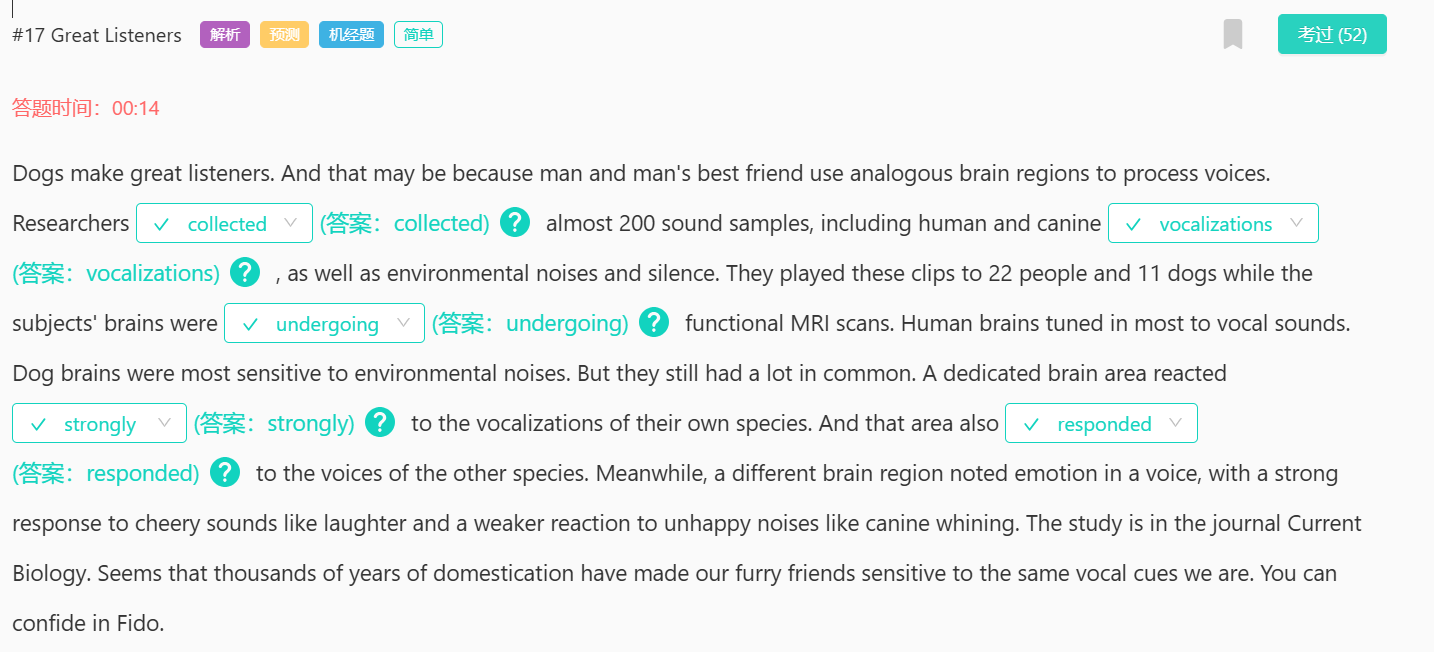 #17 Great Listeners 解析 预测 机经题 简单 考过 (52)
答题时间：00:14
Dogs make great listeners. And that may be because man and man's best friend use analogous brain regions to process voices.
Researchers collected (答案：collected) ? almost 200 sound samples, including human and canine vocalizations
(答案：vocalizations) ? , as well as environmental noises and silence. They played these clips to 22 people and 11 dogs while the
subjects' brains were undergoing (答案：undergoing) ? functional MRI scans. Human brains tuned in most to vocal sounds.
Dog brains were most sensitive to environmental noises. But they still had a lot in common. A dedicated brain area reacted
strongly (答案：strongly) ? to the vocalizations of their own species. And that area also responded
(答案：responded) ? to the voices of the other species. Meanwhile, a different brain region noted emotion in a voice, with a strong
response to cheery sounds like laughter and a weaker reaction to unhappy noises like canine whining. The study is in the journal Current
Biology. Seems that thousands of years of domestication have made our furry friends sensitive to the same vocal cues we are. You can
confide in Fido.